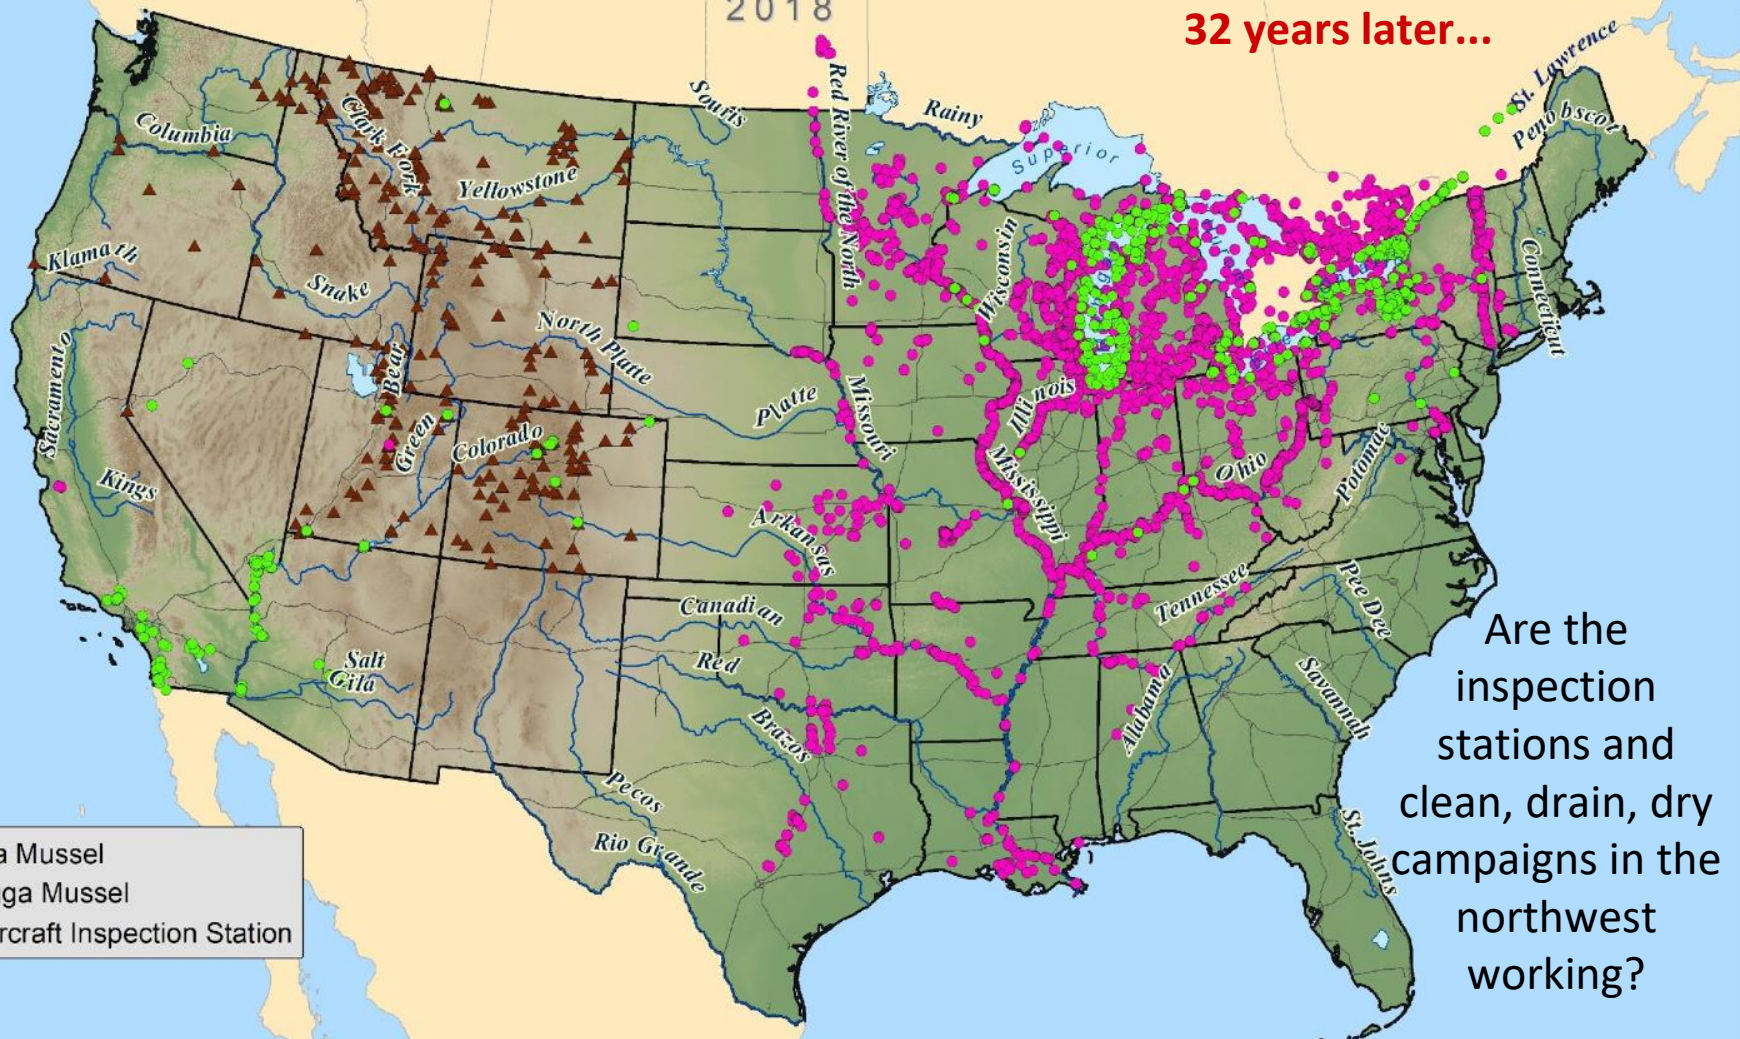 2018
32 years later...
St. Lawrence
Penobscot
Red River of the North
Souris
Rainy
Superior
Columbia
Clark Fork
Yellowstone
Klamath
Snake
Wisconsin
Connecticut
North Platte
Bear
Sacramento
Platte
Missouri
Illinois
Green
Colorado
Kings
Mississippi
Ohio
Potomac
Arkansas
Canadian
Tennessee
Pee Dee
Salt
Gila
Red
Alabama
Savannah
Brazos
Pecos
Rio Grande
St. Johns
a Mussel
ga Mussel
rcraft Inspection Station
Are the
inspection
stations and
clean, drain, dry
campaigns in the
northwest
working?